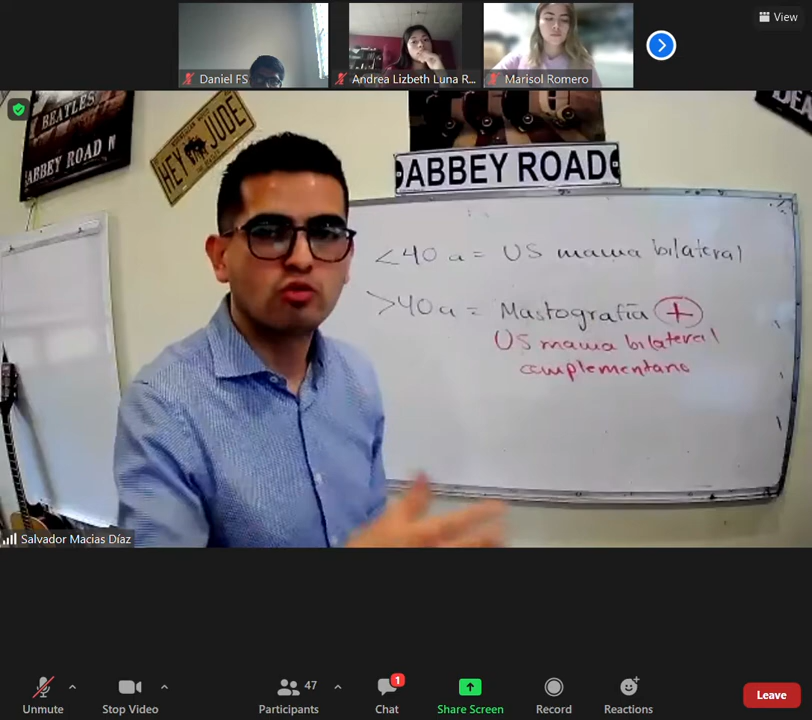 View
Daniel FS
Andrea Lizbeth Luna R...
Marisol Romero
BEATLES
ABBEY ROAD N
HEY JUDE
ABBEY ROAD
<40 a = US mama bilateral
>40 a = Mastografía +
US mama bilateral
complementario
Salvador Macias Díaz
Unmute
Stop Video
47
Participants
1
Chat
Share Screen
Record
Reactions
Leave